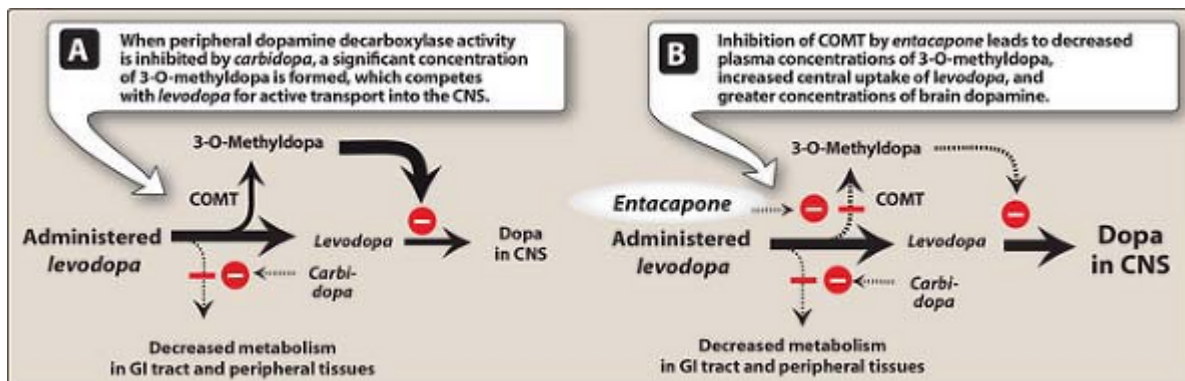 A
When peripheral dopamine decarboxylase activity
is inhibited by carbidopa, a significant concentration
of 3-O-methyldopa is formed, which competes
with levodopa for active transport into the CNS.
3-O-Methyldopa
COMT
Administered
levodopa
Levodopa
Dopa
in CNS
Carbi-
dopa
Decreased metabolism
in GI tract and peripheral tissues
B
Inhibition of COMT by entacapone leads to decreased
plasma concentrations of 3-O-methyldopa,
increased central uptake of levodopa, and
greater concentrations of brain dopamine.
3-O-Methyldopa
COMT
Entacapone
Administered
levodopa
Levodopa
Dopa
in CNS
Carbi-
dopa
Decreased metabolism
in GI tract and peripheral tissues